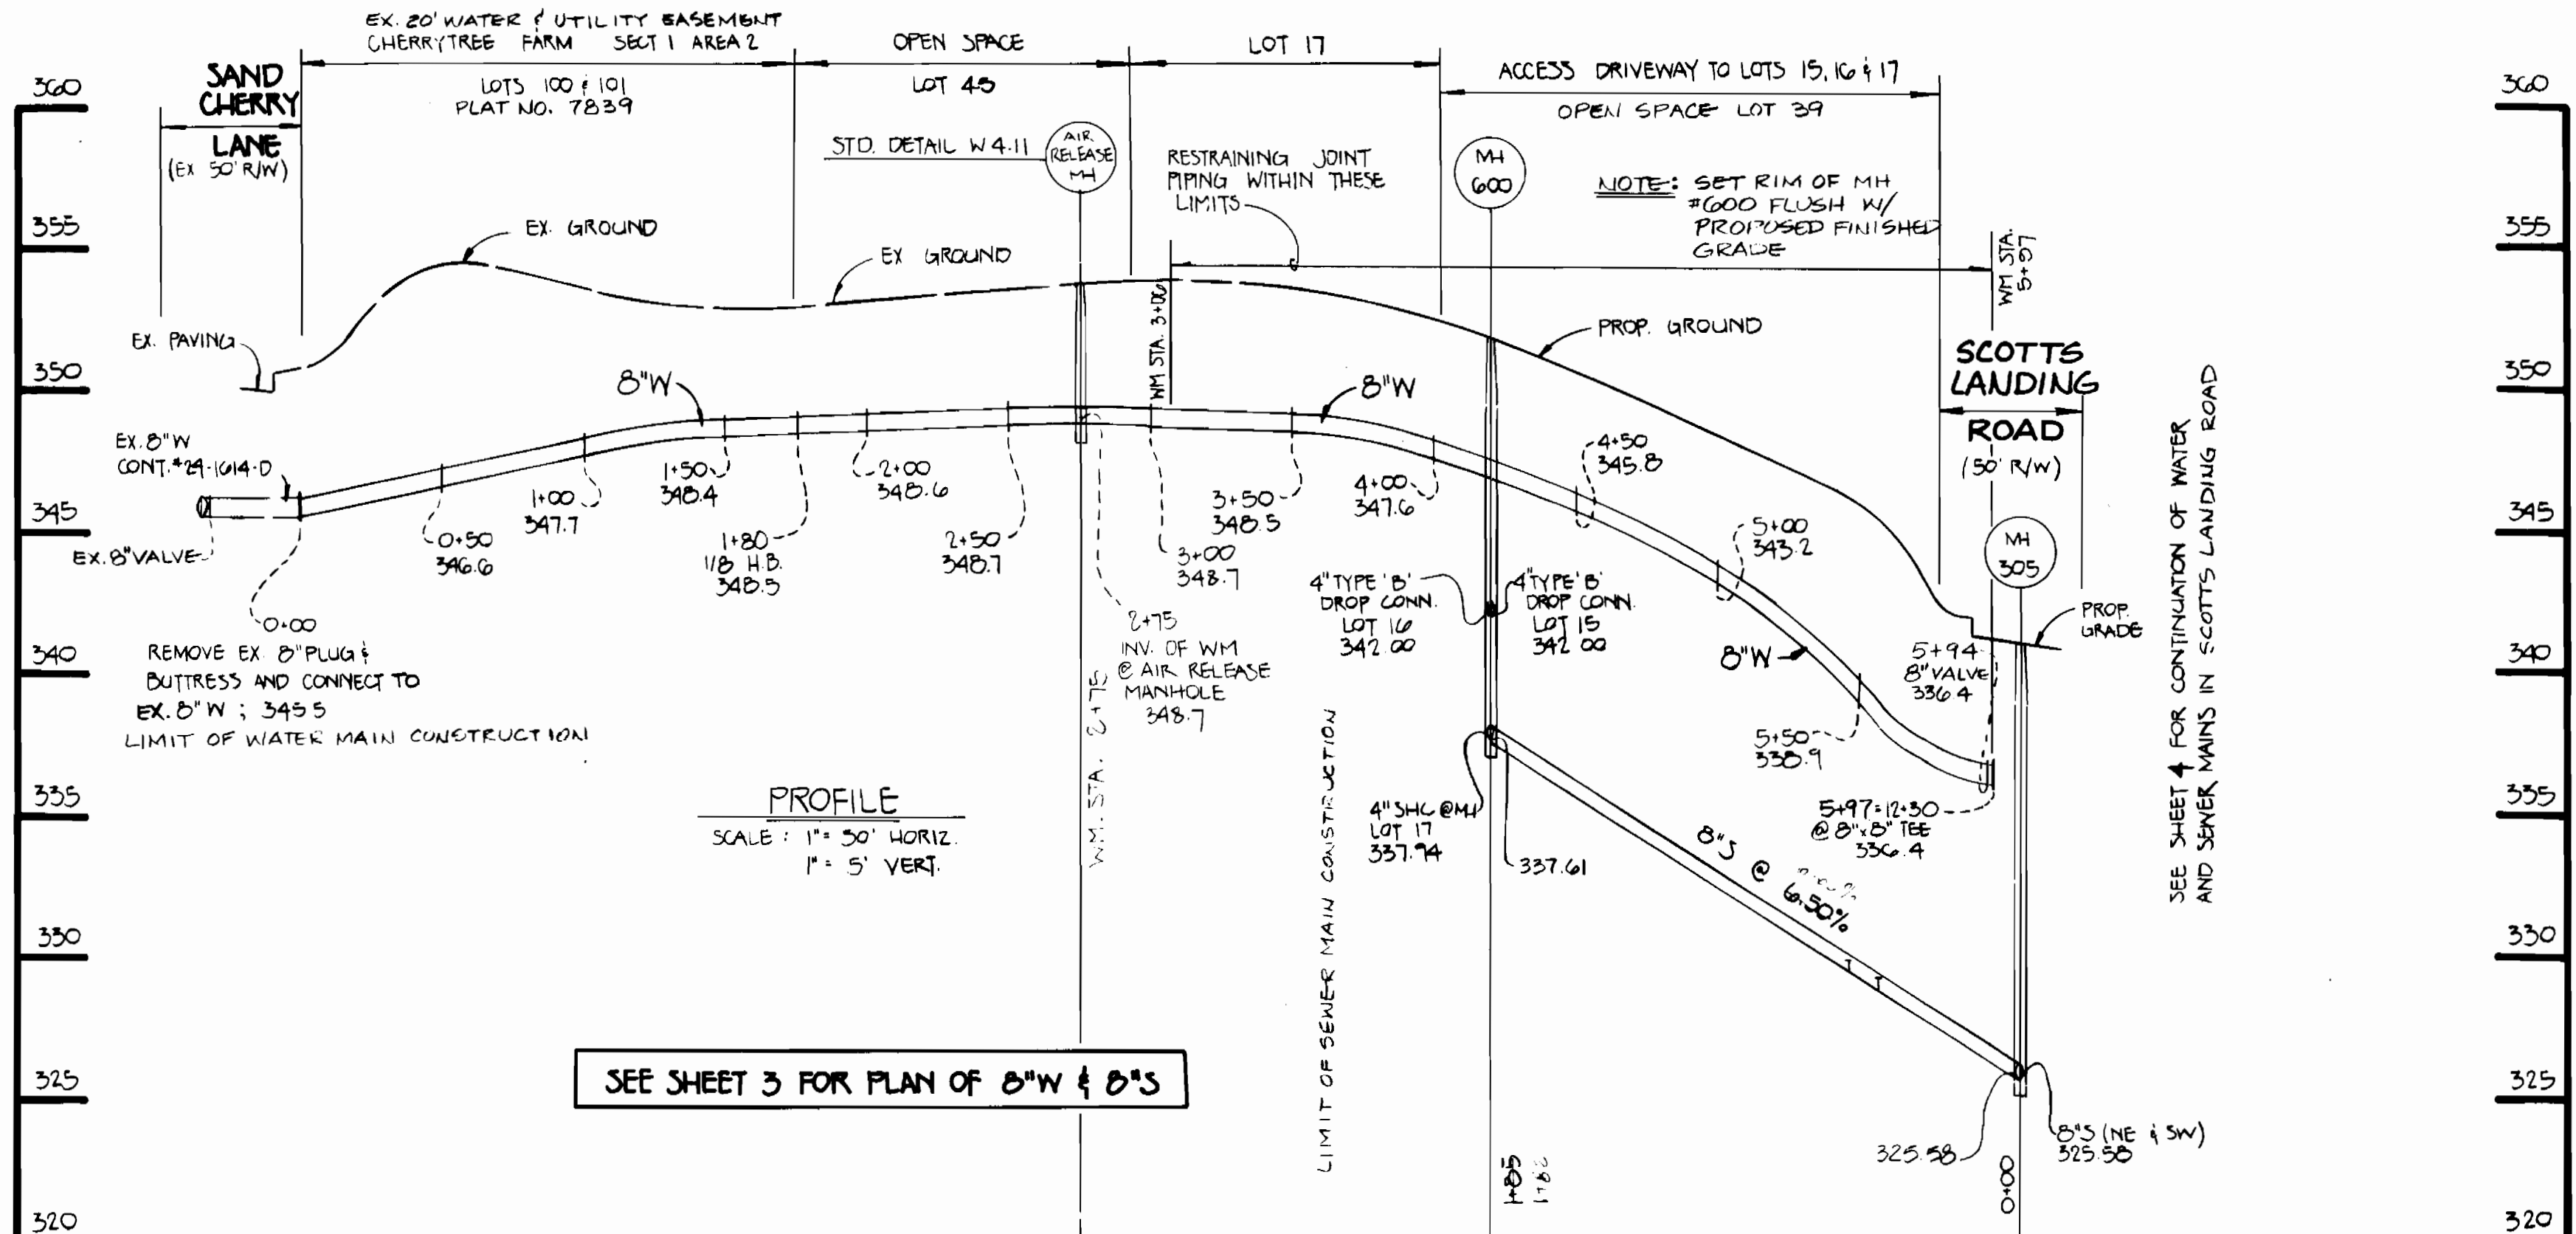 EX. 20' WATER & UTILITY EASEMENT
CHERRYTREE FARM SECT 1 AREA 2
LOTS 100 & 101
PLAT NO. 7839
OPEN SPACE
LOT 45
LOT 17
ACCESS DRIVEWAY TO LOTS 15, 16 & 17
OPEN SPACE LOT 39
SAND
CHERRY
LANE
(EX 50' R/W)
360
355
350
345
340
335
330
325
320
360
355
350
345
340
335
330
325
320
STD. DETAIL W 4.11
AIR
RELEASE
MH
RESTRAINING JOINT
PIPING WITHIN THESE
LIMITS
MH
600
NOTE: SET RIM OF MH
#600 FLUSH W/
PROPOSED FINISHED
GRADE
WM STA.
5+97
EX. GROUND
EX GROUND
EX. PAVING
WM STA. 3+06
PROP. GROUND
SCOTTS
LANDING
ROAD
(50' R/W)
8"W
8"W
EX. 8"W
CONT. #24-1614-D
EX. 8" VALVE
0+00
REMOVE EX. 8" PLUG &
BUTTRESS AND CONNECT TO
EX. 8" W ; 345 5
LIMIT OF WATER MAIN CONSTRUCTION
0+50
346.6
1+00
347.7
1+50
348.4
1+80
1/8 H.B.
348.5
2+00
348.6
2+50
348.7
2+75
INV. OF WM
@ AIR RELEASE
MANHOLE
348.7
3+00
348.7
3+50
348.5
4+00
347.6
4+50
345.8
5+00
343.2
5+50
338.9
5+94
8" VALVE
336 4
5+97=12+30
@ 8"x8" TEE
336.4
8"W
4" TYPE 'B'
DROP CONN.
LOT 16
342.00
4" TYPE 'B'
DROP CONN.
LOT 15
342 00
MH
305
PROP.
GRADE
WM. STA. 2+75
PROFILE
SCALE : 1" = 50' HORIZ.
1" = 5' VERT.
4" SHC @ MH
LOT 17
337.94
337.61
8"S @ 6.50%
LIMIT OF SEWER MAIN CONSTRUCTION
SEE SHEET 4 FOR CONTINUATION OF WATER
AND SEWER MAINS IN SCOTTS LANDING ROAD
SEE SHEET 3 FOR PLAN OF 8"W & 8"S
1+85
325.58
8"S (NE & SW)
325.58
0+00